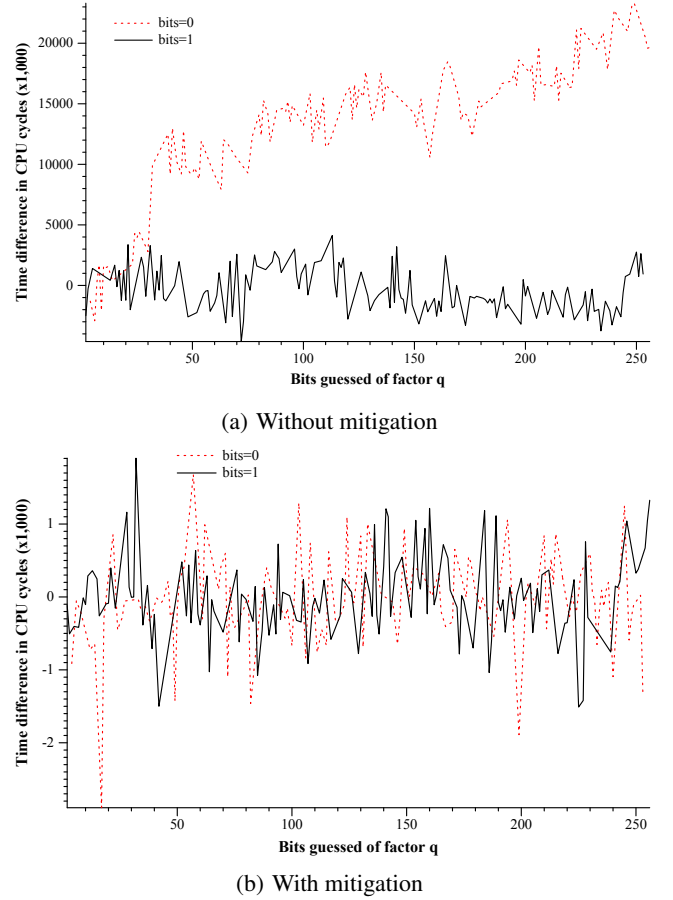 bits=0
bits=1
20000
15000
10000
5000
0
Time difference in CPU cycles (x1,000)
50 100 150 200 250
Bits guessed of factor q
(a) Without mitigation
bits=0
bits=1
1
0
-1
-2
Time difference in CPU cycles (x1,000)
50 100 150 200 250
Bits guessed of factor q
(b) With mitigation